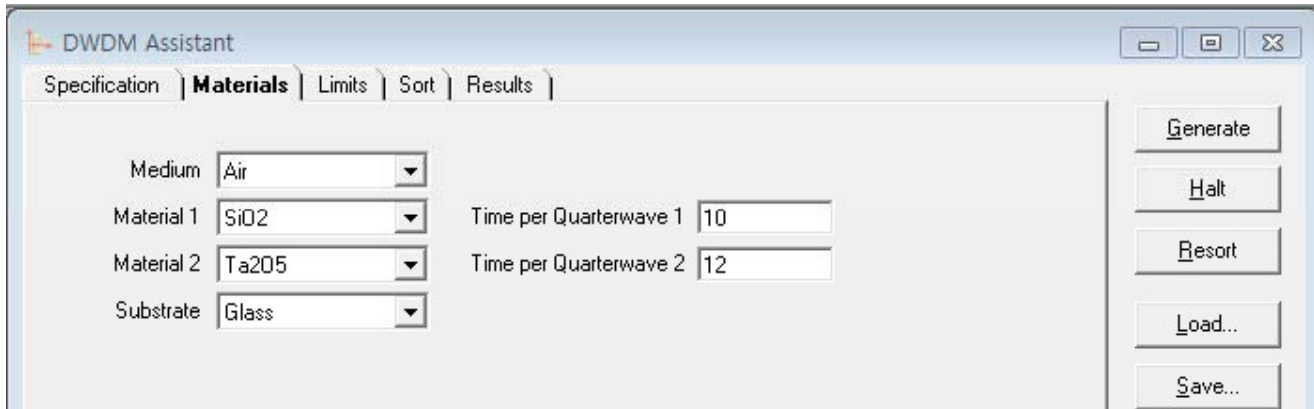 DWDM Assistant
Specification Materials Limits Sort Results
Generate
Medium Air
Halt
Material 1 SiO2 Time per Quarterwave 1 10
Resort
Material 2 Ta2O5 Time per Quarterwave 2 12
Substrate Glass
Load...
Save...